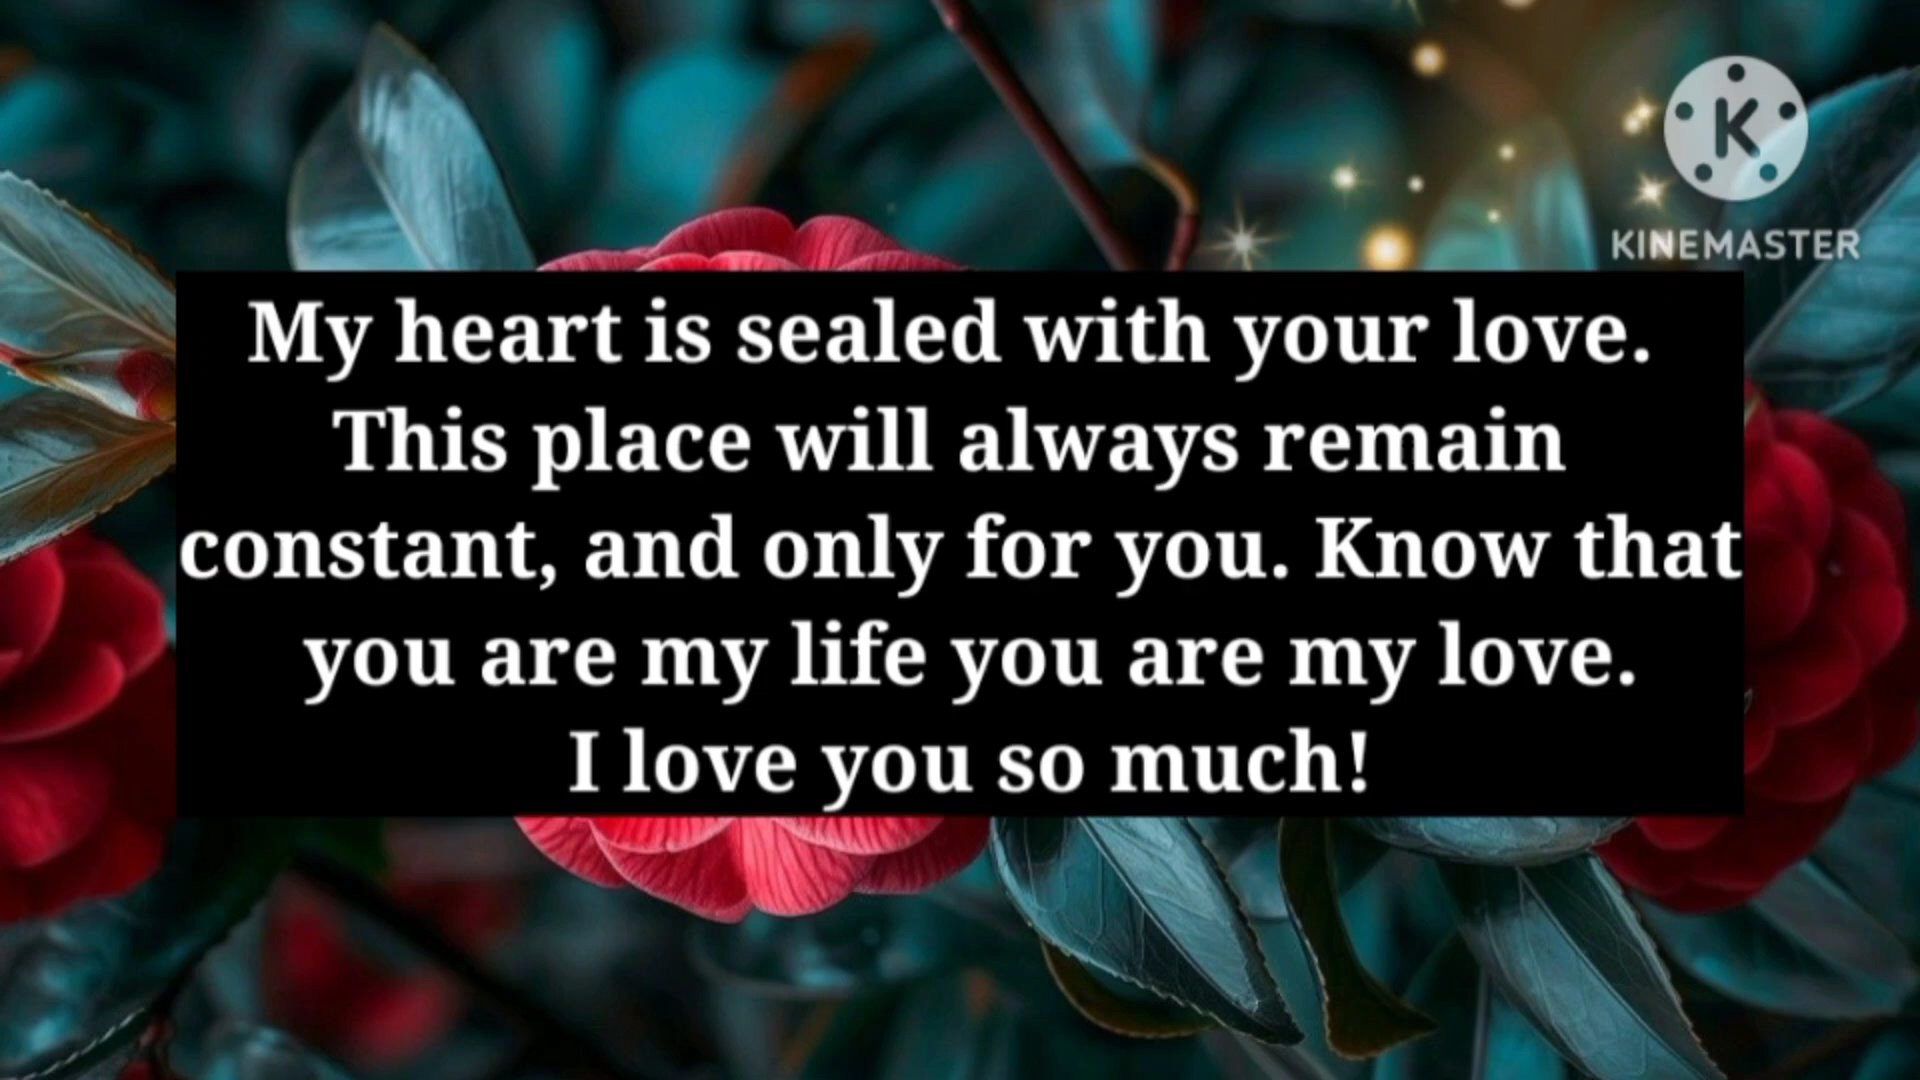 K
KINEMASTER
My heart is sealed with your love.
This place will always remain
constant, and only for you. Know that
you are my life you are my love.
I love you so much!